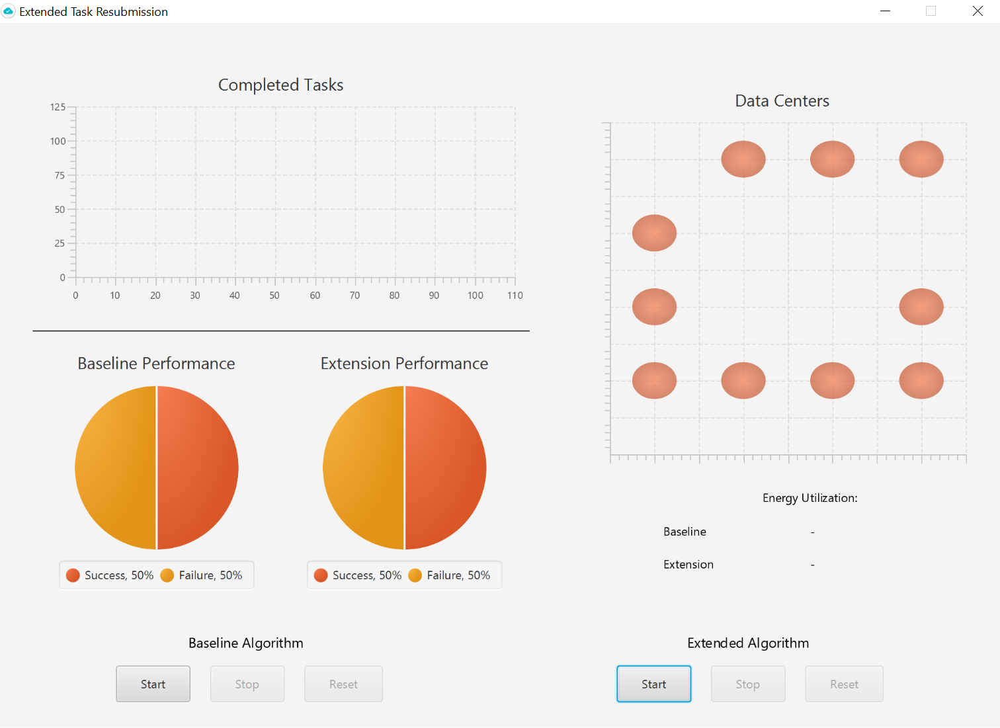 Extended Task Resubmission
Completed Tasks
125
100
75
50
25
0
0 10 20 30 40 50 60 70 80 90 100 110
Baseline Performance
Success, 50% Failure, 50%
Extension Performance
Success, 50% Failure, 50%
Data Centers
Energy Utilization:
Baseline -
Extension -
Baseline Algorithm
Start Stop Reset
Extended Algorithm
Start Stop Reset